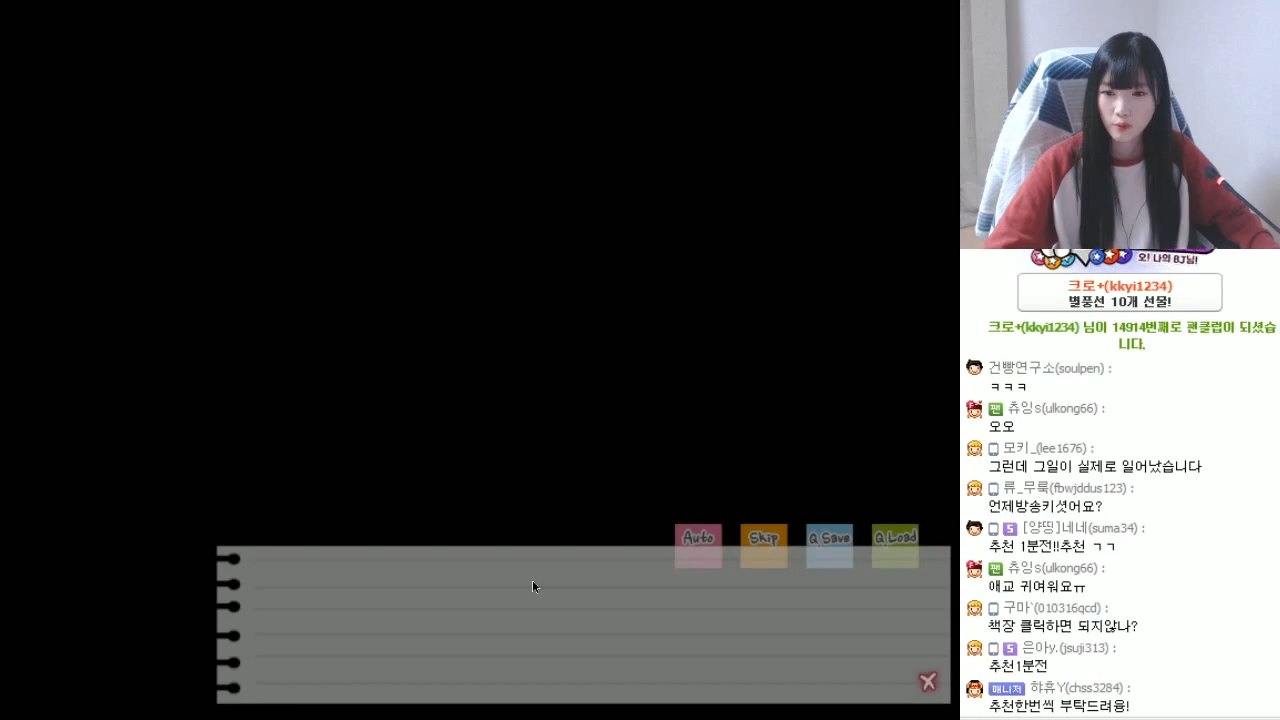 Auto
Skip
Q.Save
Q.Load
오! 나의 BJ님!
크로+(kkyi1234)
별풍선 10개 선물!
크로+(kkyi1234) 님이 14914번째로 팬클럽이 되셨습
니다.
건빵연구소(soulpen) :
ㅋㅋㅋ
팬 츄잉s(ulkong66) :
오오
모키_(lee1676) :
그런데 그일이 실제로 일어났습니다
류_무룩(fbwjddus123) :
언제방송키셧어요?
S [양띵]네네(suma34) :
추천 1분전!!추천 ㄱㄱ
팬 츄잉s(ulkong66) :
애교 귀여워요ㅠ
구마`(010316qcd) :
책장 클릭하면 되지않나?
S 은아y.(jsuji313) :
추천1분전
매니저 햐휴Y(chss3284) :
추천한번씩 부탁드려용!